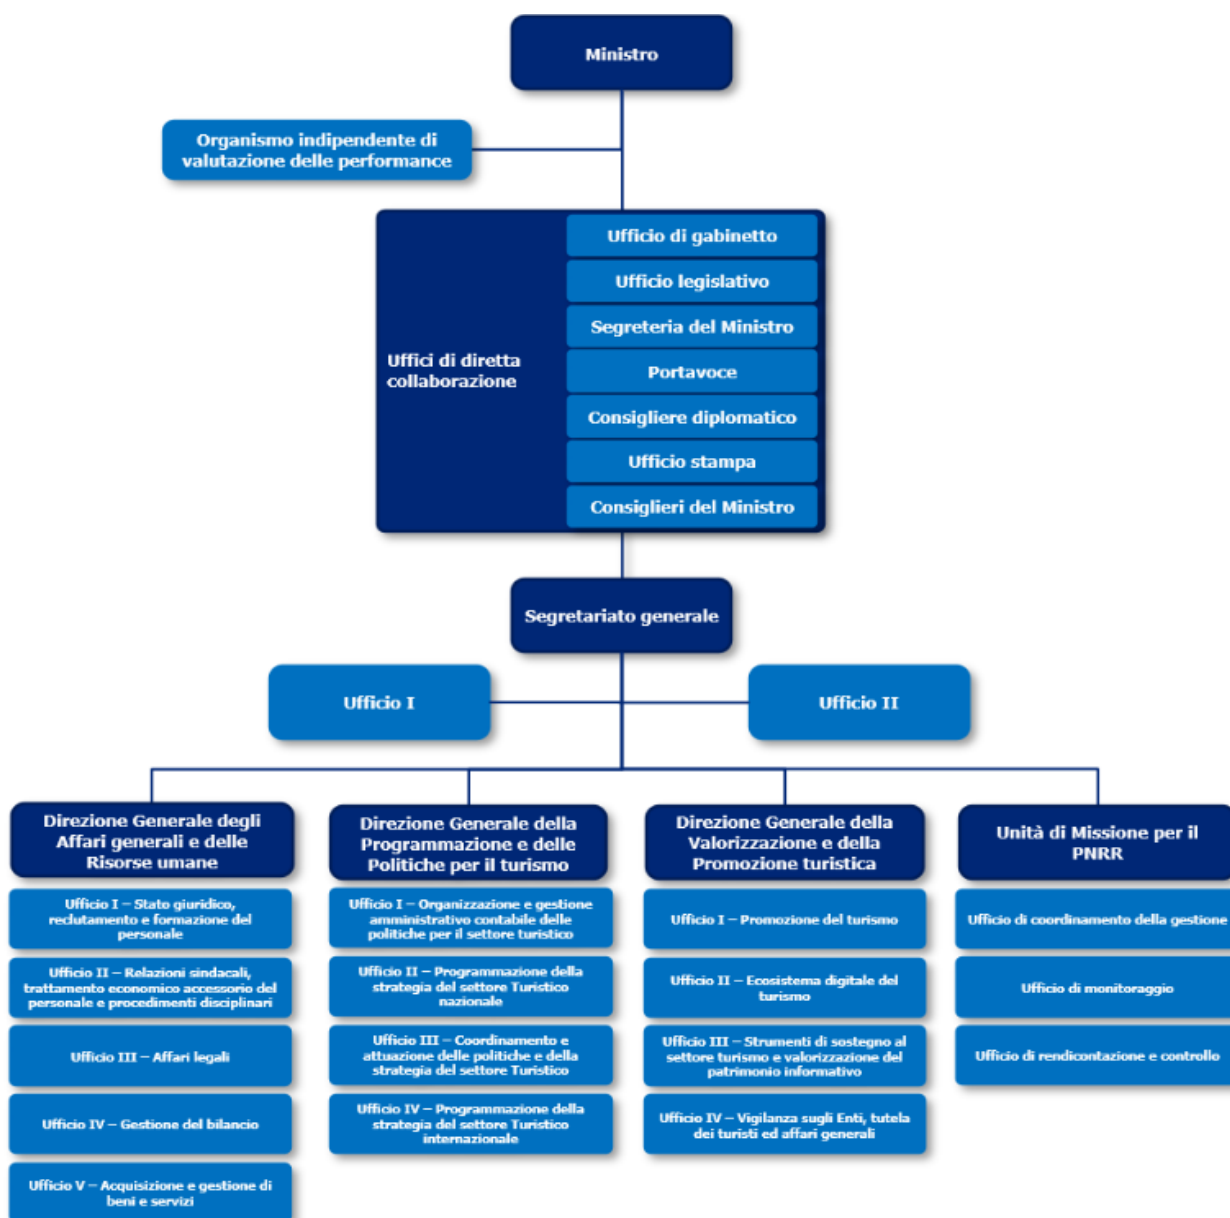 Ministro
Organismo indipendente di
valutazione delle performance
Uffici di diretta
collaborazione
Ufficio di gabinetto
Ufficio legislativo
Segreteria del Ministro
Portavoce
Consigliere diplomatico
Ufficio stampa
Consiglieri del Ministro
Segretariato generale
Ufficio I
Ufficio II
Direzione Generale degli
Affari generali e delle
Risorse umane
Ufficio I – Stato giuridico,
reclutamento e formazione del
personale
Ufficio II – Relazioni sindacali,
trattamento economico accessorio del
personale e procedimenti disciplinari
Ufficio III – Affari legali
Ufficio IV – Gestione del bilancio
Ufficio V – Acquisizione e gestione di
beni e servizi
Direzione Generale della
Programmazione e delle
Politiche per il turismo
Ufficio I – Organizzazione e gestione
amministrativo contabile delle
politiche per il settore turistico
Ufficio II – Programmazione della
strategia del settore Turistico
nazionale
Ufficio III – Coordinamento e
attuazione delle politiche e della
strategia del settore Turistico
Ufficio IV – Programmazione della
strategia del settore Turistico
internazionale
Direzione Generale della
Valorizzazione e della
Promozione turistica
Ufficio I – Promozione del turismo
Ufficio II – Ecosistema digitale del
turismo
Ufficio III – Strumenti di sostegno al
settore turismo e valorizzazione del
patrimonio informativo
Ufficio IV – Vigilanza sugli Enti, tutela
dei turisti ed affari generali
Unità di Missione per il
PNRR
Ufficio di coordinamento della gestione
Ufficio di monitoraggio
Ufficio di rendicontazione e controllo